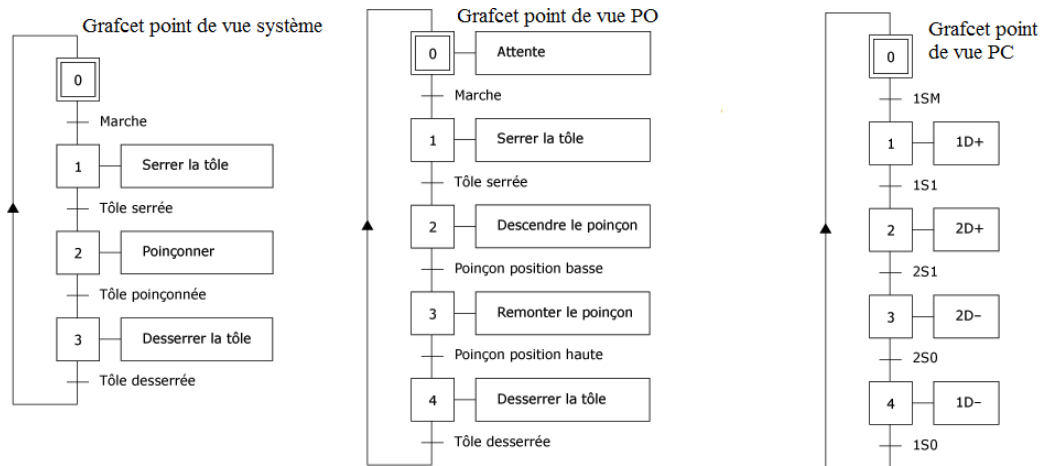 Grafcet point de vue système
0
Marche
1 Serrer la tôle
Tôle serrée
2 Poinçonner
Tôle poinçonnée
3 Desserrer la tôle
Tôle desserrée
Grafcet point de vue PO
0 Attente
Marche
1 Serrer la tôle
Tôle serrée
2 Descendre le poinçon
Poinçon position basse
3 Remonter le poinçon
Poinçon position haute
4 Desserrer la tôle
Tôle desserrée
Grafcet point
de vue PC
0
1SM
1 1D+
1S1
2 2D+
2S1
3 2D−
2S0
4 1D−
1S0